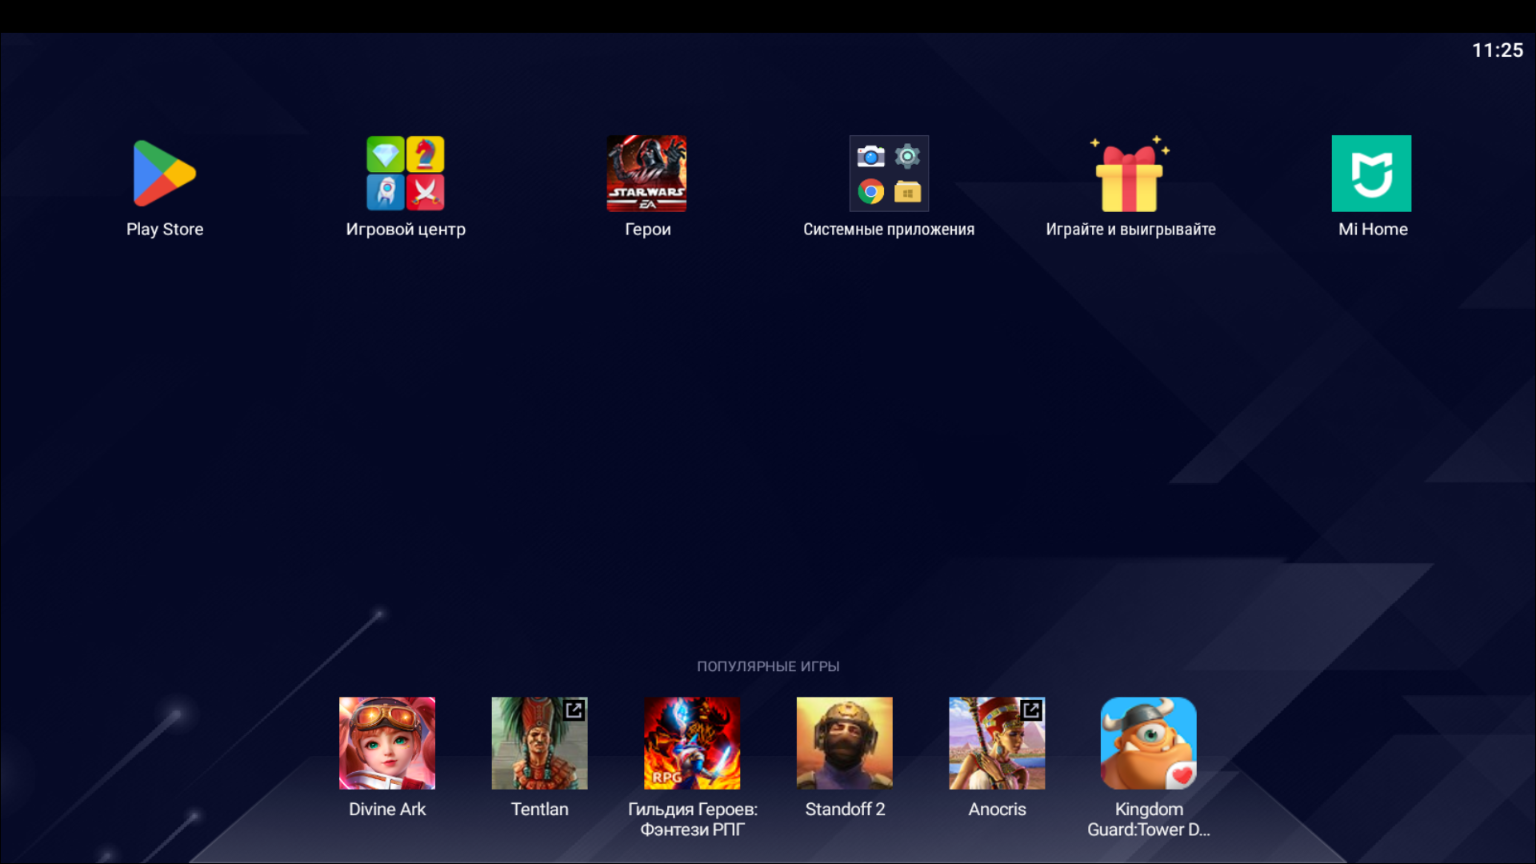 11:25
STAR WARS
EA
Play Store
Игровой центр
Герои
Системные приложения
Играйте и выигрывайте
Mi Home
ПОПУЛЯРНЫЕ ИГРЫ
RPG
Divine Ark
Tentlan
Гильдия Героев:
Фэнтези РПГ
Standoff 2
Anocris
Kingdom
Guard:Tower D...